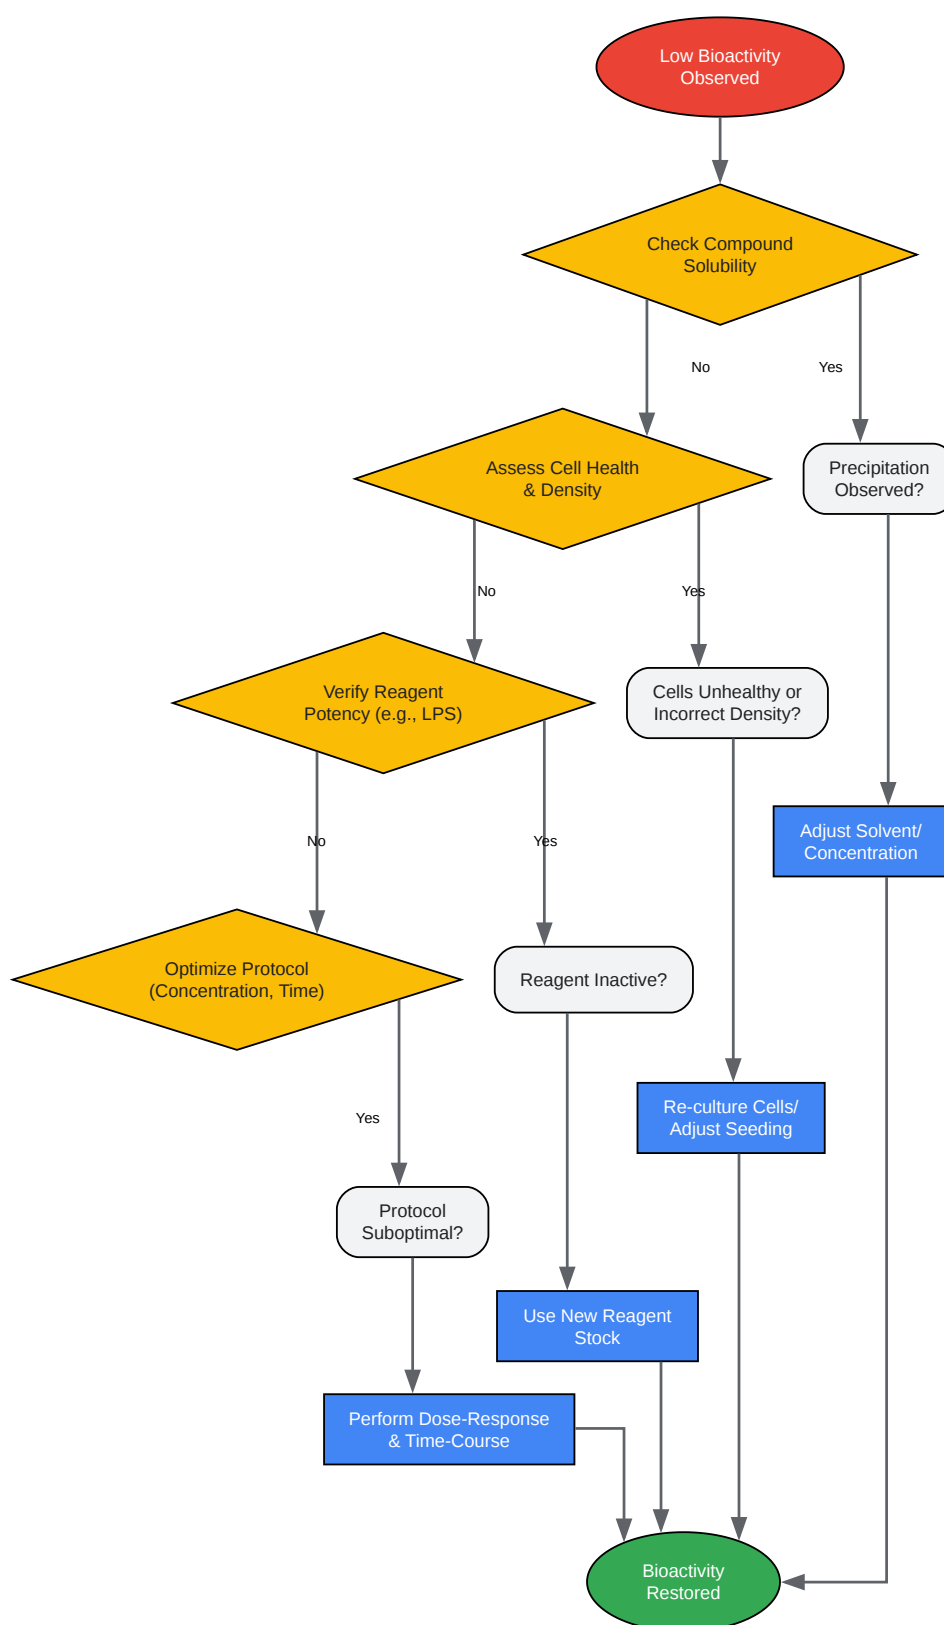 Low Bioactivity
Observed
Check Compound
Solubility
No
Yes
Assess Cell Health
& Density
Precipitation
Observed?
No
Yes
Verify Reagent
Potency (e.g., LPS)
Cells Unhealthy or
Incorrect Density?
Adjust Solvent/
Concentration
No
Yes
Optimize Protocol
(Concentration, Time)
Reagent Inactive?
Re-culture Cells/
Adjust Seeding
Yes
Protocol
Suboptimal?
Use New Reagent
Stock
Perform Dose-Response
& Time-Course
Bioactivity
Restored